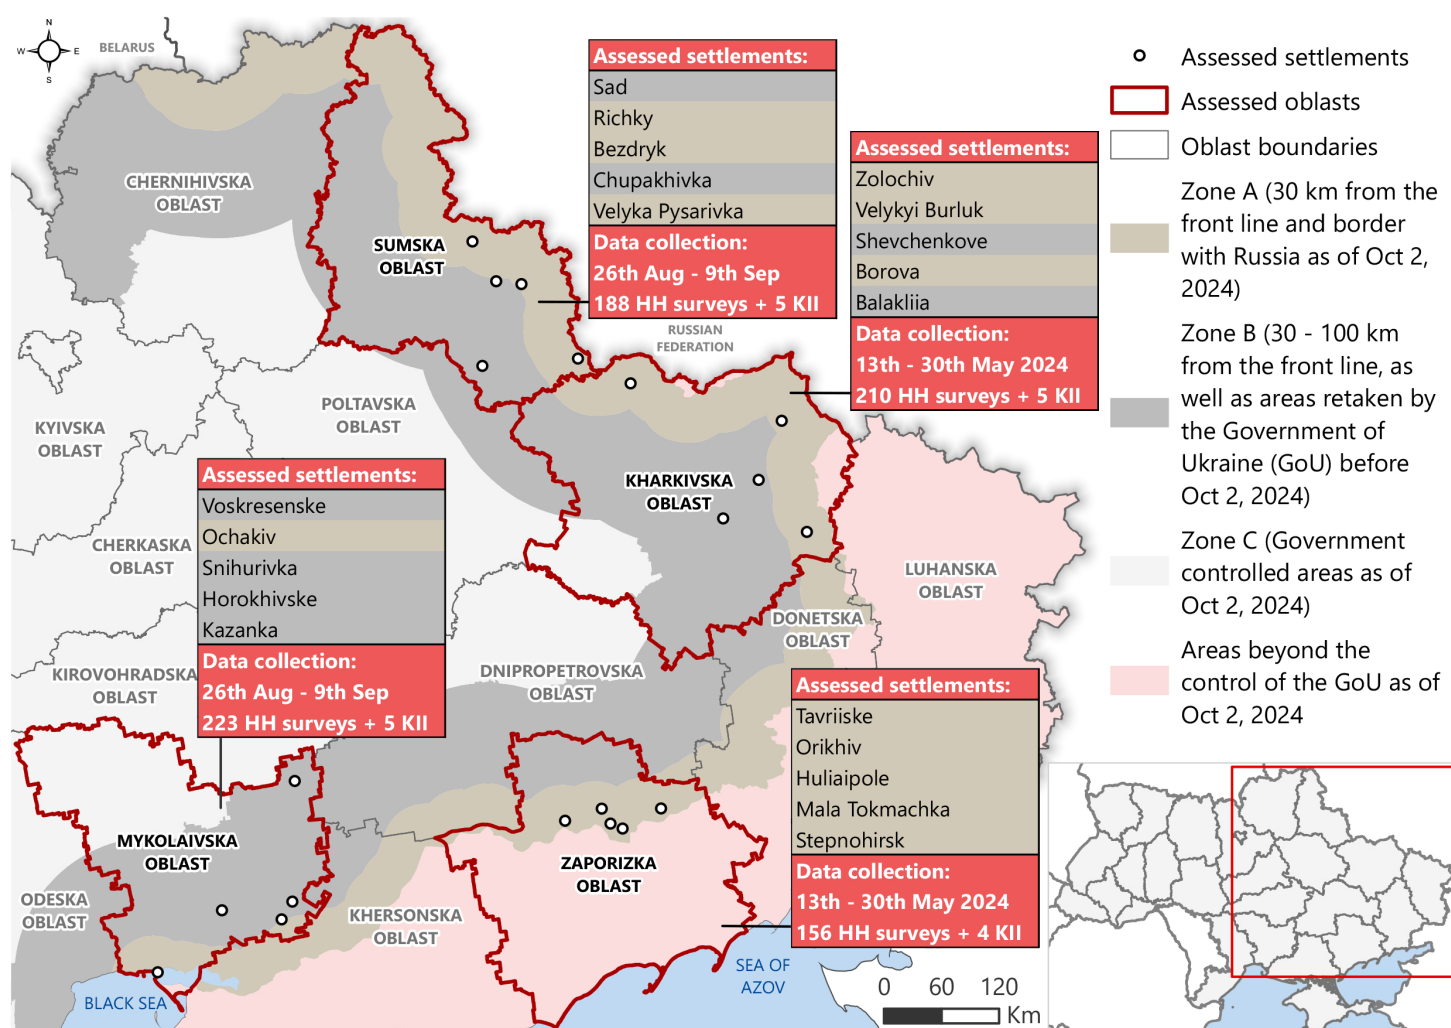 N
W
E
S
BELARUS
CHERNIHIVSKA
OBLAST
SUMSKA
OBLAST
Assessed settlements:
Sad
Richky
Bezdryk
Chupakhivka
Velyka Pysarivka
Data collection:
26th Aug - 9th Sep
188 HH surveys + 5 KII
RUSSIAN
FEDERATION
Assessed settlements:
Zolochiv
Velykyi Burluk
Shevchenkove
Borova
Balakliia
Data collection:
13th - 30th May 2024
210 HH surveys + 5 KII
Assessed settlements
Assessed oblasts
Oblast boundaries
Zone A (30 km from the
front line and border
with Russia as of Oct 2,
2024)
Zone B (30 - 100 km
from the front line, as
well as areas retaken by
the Government of
Ukraine (GoU) before
Oct 2, 2024)
Zone C (Government
controlled areas as of
Oct 2, 2024)
Areas beyond the
control of the GoU as of
Oct 2, 2024
KYIVSKA
OBLAST
POLTAVSKA
OBLAST
KHARKIVSKA
OBLAST
CHERKASKA
OBLAST
LUHANSKA
OBLAST
DONETSKA
OBLAST
Assessed settlements:
Voskresenske
Ochakiv
Snihurivka
Horokhivske
Kazanka
Data collection:
26th Aug - 9th Sep
223 HH surveys + 5 KII
KIROVOHRADSKA
OBLAST
DNIPROPETROVSKA
OBLAST
Assessed settlements:
Tavriiske
Orikhiv
Huliaipole
Mala Tokmachka
Stepnohirsk
Data collection:
13th - 30th May 2024
156 HH surveys + 4 KII
MYKOLAIVSKA
OBLAST
ZAPORIZKA
OBLAST
ODESKA
OBLAST
KHERSONSKA
OBLAST
BLACK SEA
SEA OF
AZOV
0 60 120
Km